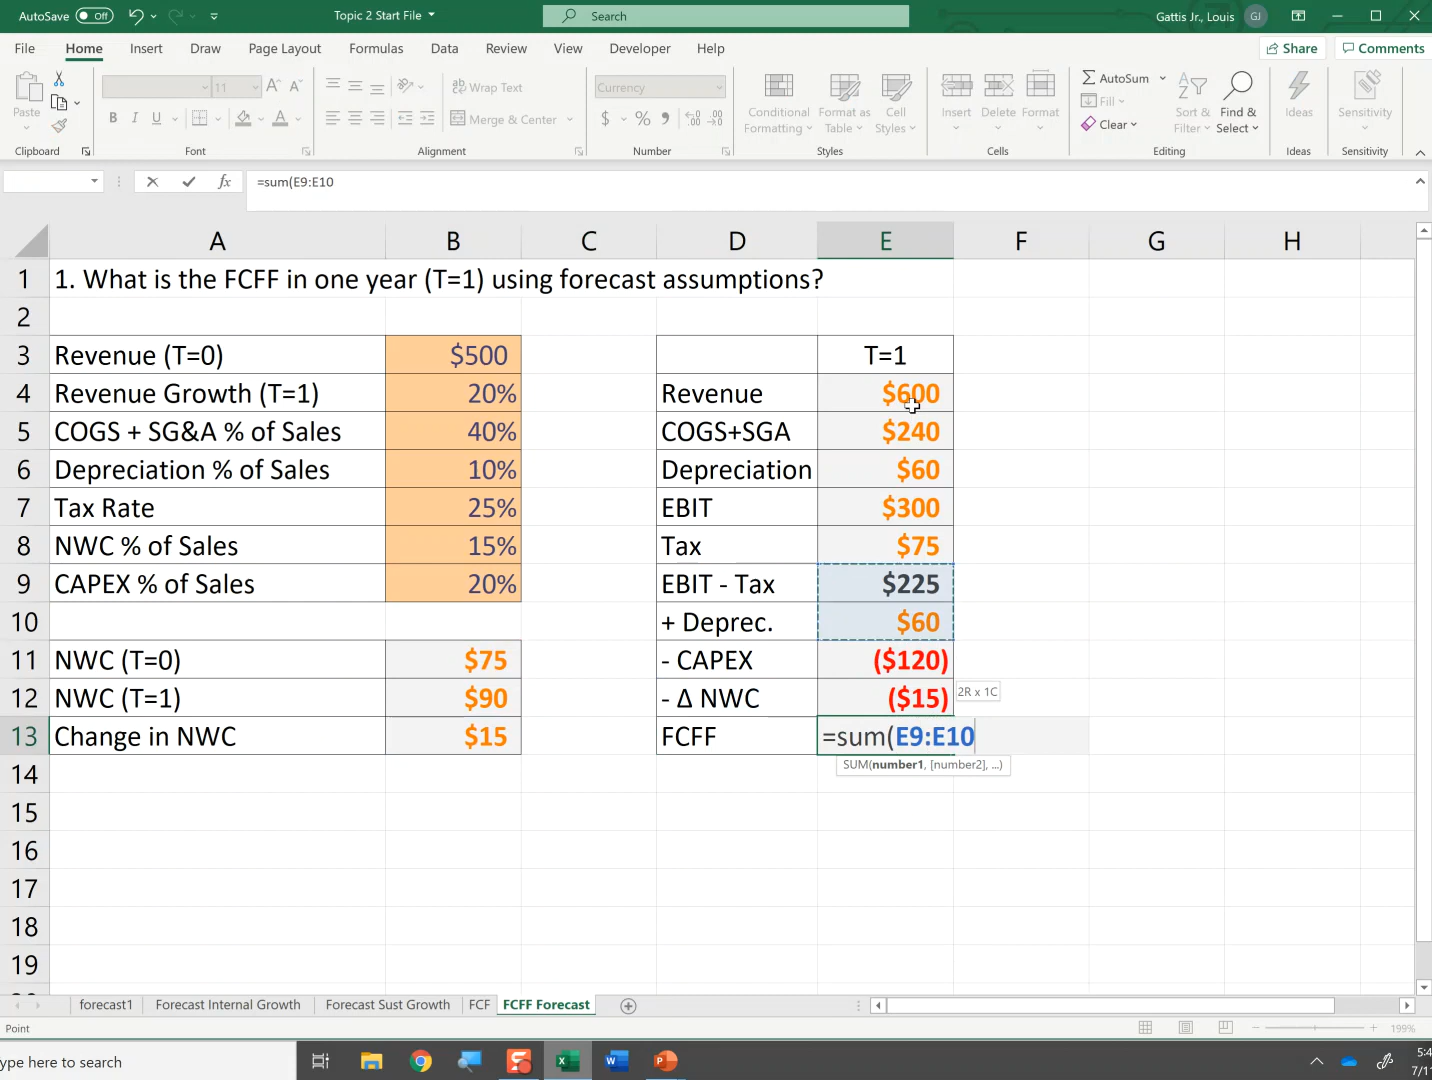 AutoSave Off Topic 2 Start File Search Gattis Jr., Louis GJ
File Home Insert Draw Page Layout Formulas Data Review View Developer Help Share Comments
Paste 11 A A Wrap Text Currency Conditional Formatting Format as Table Cell Styles Insert Delete Format AutoSum Sort & Filter Find & Select Ideas Sensitivity
B I U A Merge & Center $ % Fill
Clear
Clipboard Font Alignment Number Styles Cells Editing Ideas Sensitivity
fx =sum(E9:E10
A B C D E F G H
1 1. What is the FCFF in one year (T=1) using forecast assumptions?
2
3 Revenue (T=0) $500 T=1
4 Revenue Growth (T=1) 20% Revenue $600
5 COGS + SG&A % of Sales 40% COGS+SGA $240
6 Depreciation % of Sales 10% Depreciation $60
7 Tax Rate 25% EBIT $300
8 NWC % of Sales 15% Tax $75
9 CAPEX % of Sales 20% EBIT - Tax $225
10 + Deprec. $60
11 NWC (T=0) $75 - CAPEX ($120)
12 NWC (T=1) $90 - Δ NWC ($15) 2R x 1C
13 Change in NWC $15 FCFF =sum(E9:E10
14 SUM(number1, [number2], ...)
15
16
17
18
19
forecast1 Forecast Internal Growth Forecast Sust Growth FCF FCFF Forecast
Point 199%
ype here to search 5:4
7/1